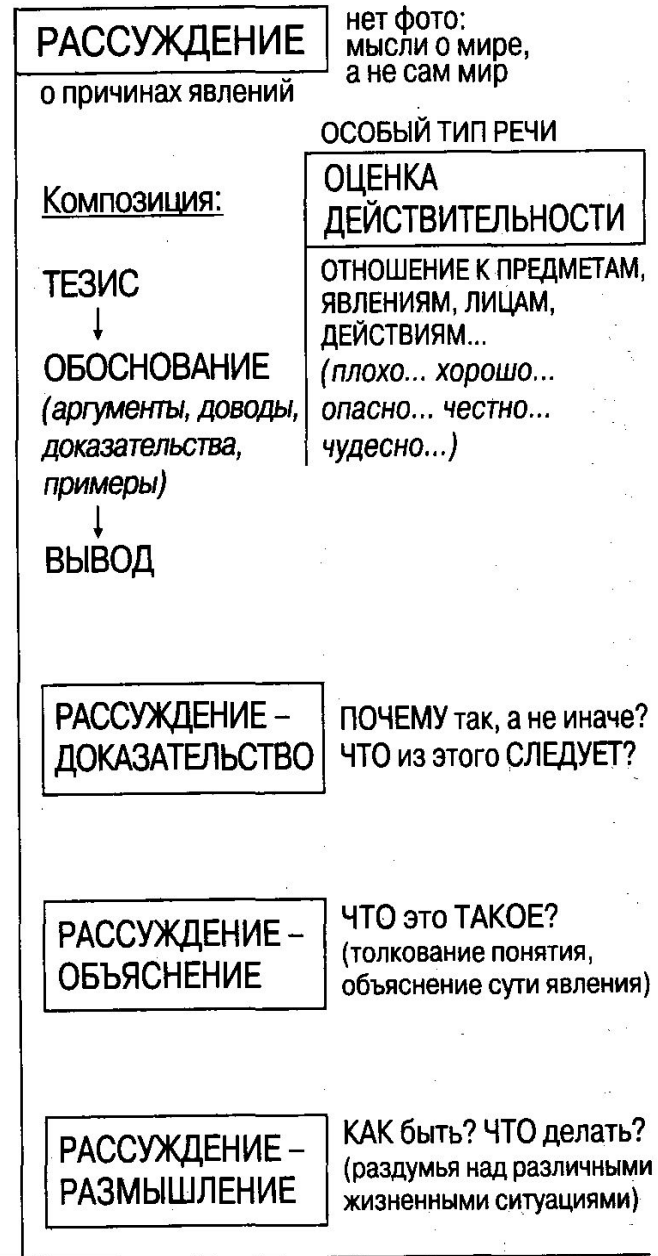 РАССУЖДЕНИЕ
нет фото:
мысли о мире,
а не сам мир
о причинах явлений
ОСОБЫЙ ТИП РЕЧИ
Композиция:
ТЕЗИС
ОБОСНОВАНИЕ
(аргументы, доводы,
доказательства,
примеры)
ВЫВОД
ОЦЕНКА
ДЕЙСТВИТЕЛЬНОСТИ
ОТНОШЕНИЕ К ПРЕДМЕТАМ,
ЯВЛЕНИЯМ, ЛИЦАМ,
ДЕЙСТВИЯМ...
(плохо... хорошо...
опасно... честно...
чудесно...)
РАССУЖДЕНИЕ –
ДОКАЗАТЕЛЬСТВО
ПОЧЕМУ так, а не иначе?
ЧТО из этого СЛЕДУЕТ?
РАССУЖДЕНИЕ –
ОБЪЯСНЕНИЕ
ЧТО это ТАКОЕ?
(толкование понятия,
объяснение сути явления)
РАССУЖДЕНИЕ –
РАЗМЫШЛЕНИЕ
КАК быть? ЧТО делать?
(раздумья над различными
жизненными ситуациями)